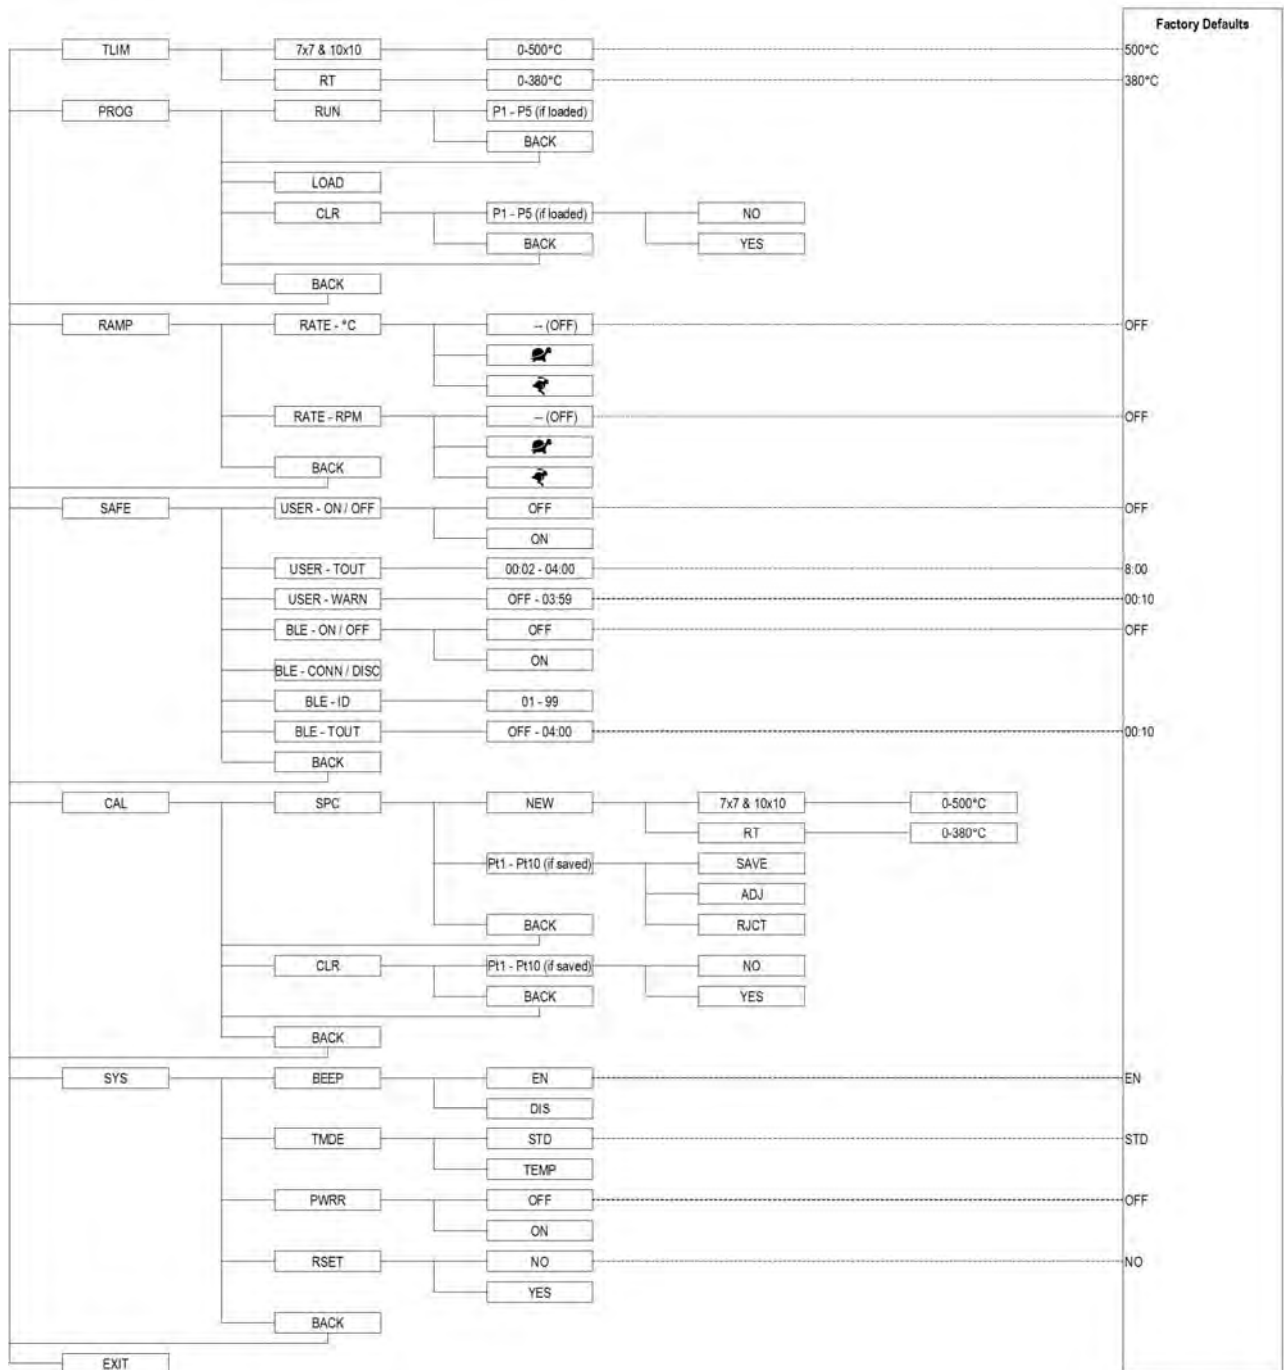 Factory Defaults
TLIM 7x7 & 10x10 0-500°C 500°C
RT 0-380°C 380°C
PROG RUN P1 - P5 (if loaded)
BACK
LOAD
CLR P1 - P5 (if loaded) NO
BACK YES
BACK
RAMP RATE - °C -- (OFF) OFF
RATE - RPM -- (OFF) OFF
BACK
SAFE USER - ON / OFF OFF OFF
ON
USER - TOUT 00:02 - 04:00 8:00
USER - WARN OFF - 03:59 00:10
BLE - ON / OFF OFF OFF
ON
BLE - CONN / DISC
BLE - ID 01 - 99
BLE - TOUT OFF - 04:00 00:10
BACK
CAL SPC NEW 7x7 & 10x10 0-500°C
RT 0-380°C
Pt1 - Pt10 (if saved) SAVE
ADJ
BACK RJCT
CLR Pt1 - Pt10 (if saved) NO
BACK YES
BACK
SYS BEEP EN EN
DIS
TMDE STD STD
TEMP
PWRR OFF OFF
ON
RSET NO NO
YES
BACK
EXIT